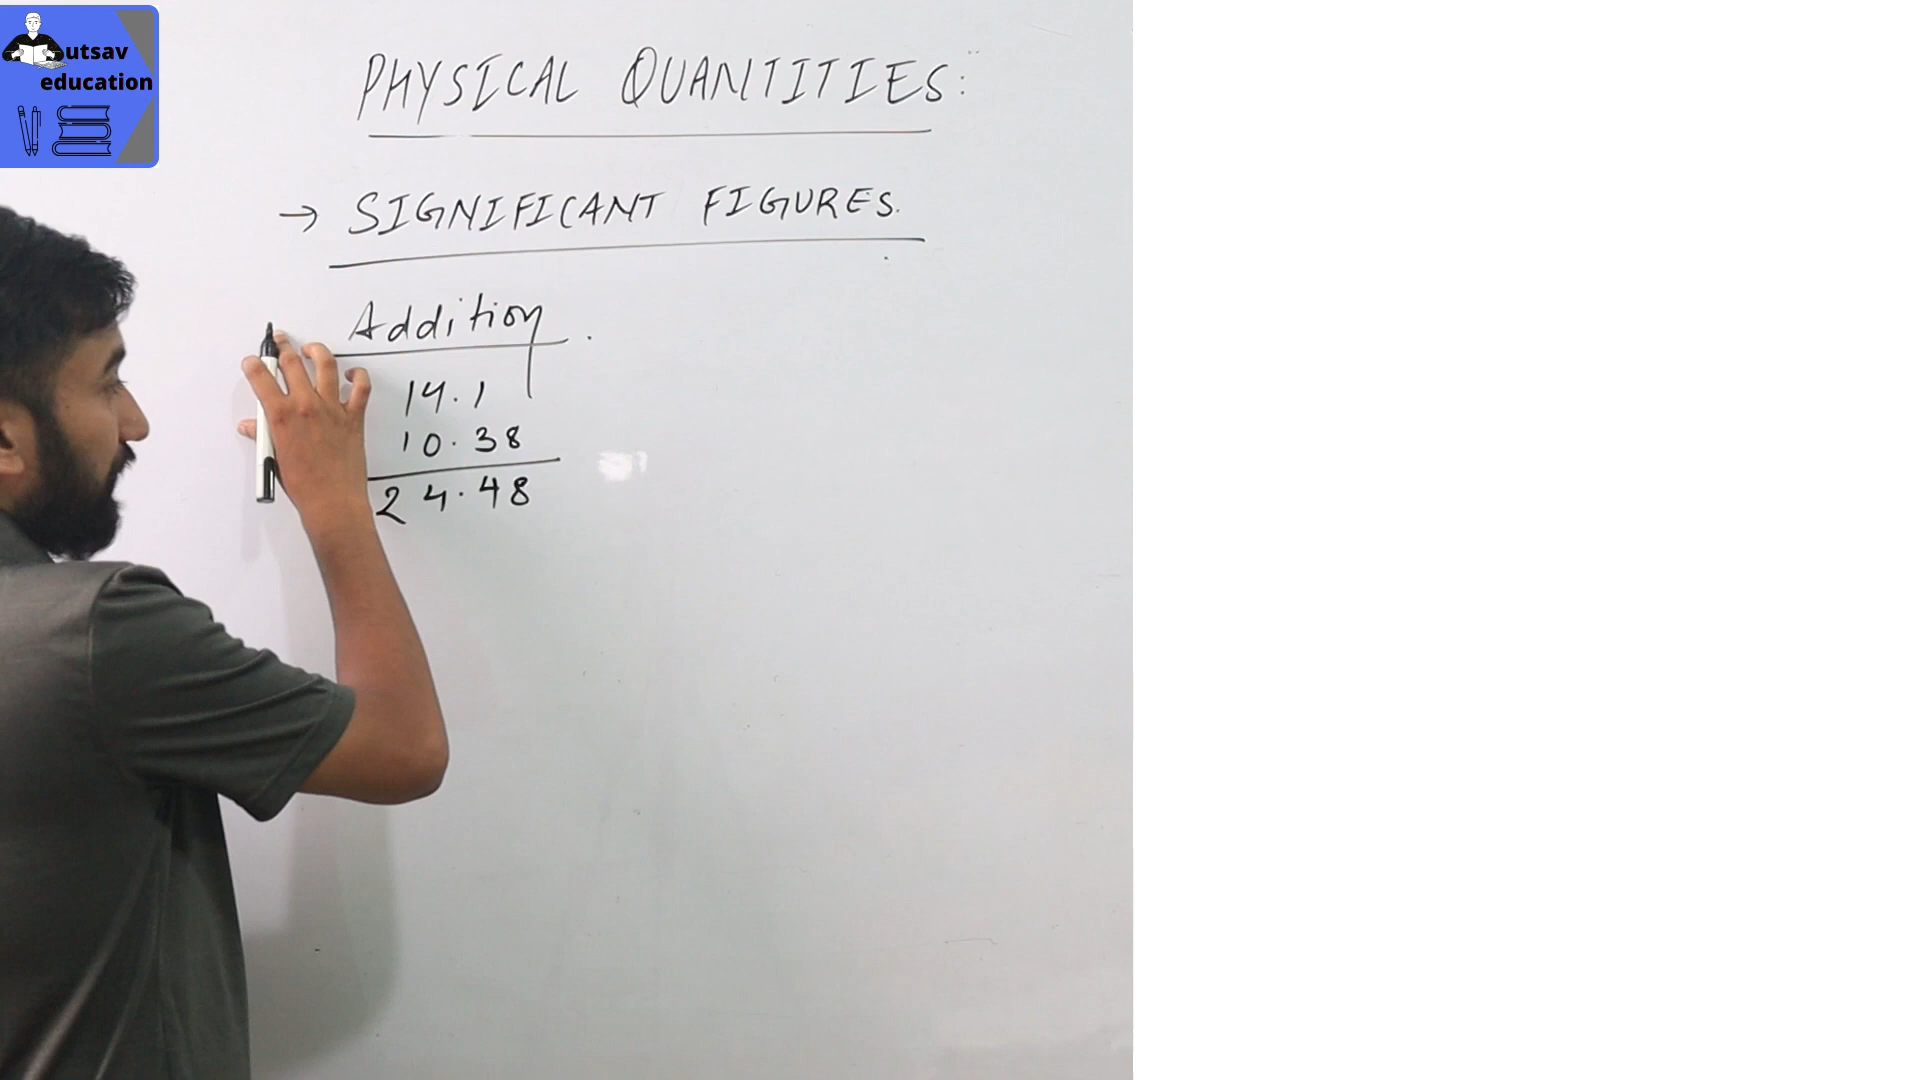 utsav
education
PHYSICAL QUANTITIES:
→ SIGNIFICANT FIGURES.
Addition
14.1
10.38
24.48